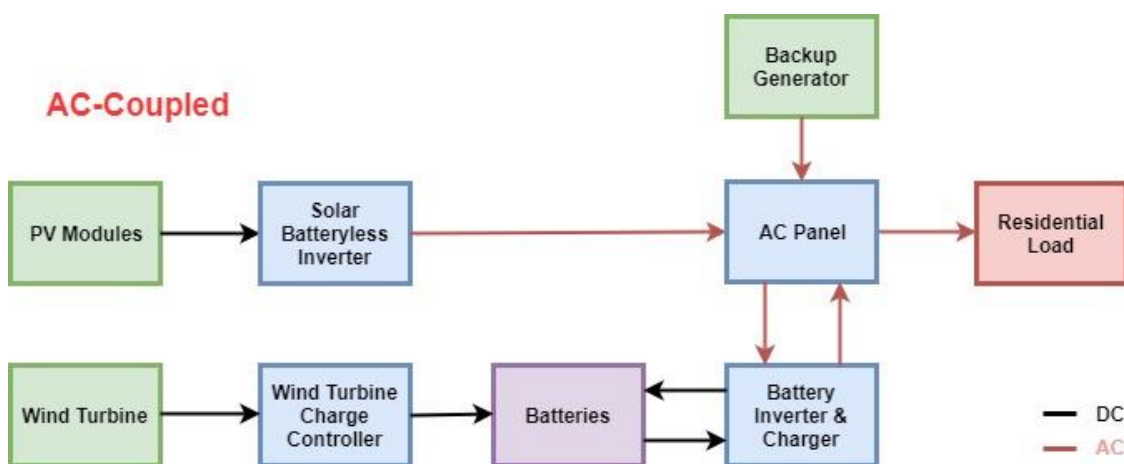 Backup
Generator
AC-Coupled
PV Modules
Solar
Batteryless
Inverter
AC Panel
Residential
Load
Wind Turbine
Wind Turbine
Charge
Controller
Batteries
Battery
Inverter &
Charger
DC
AC